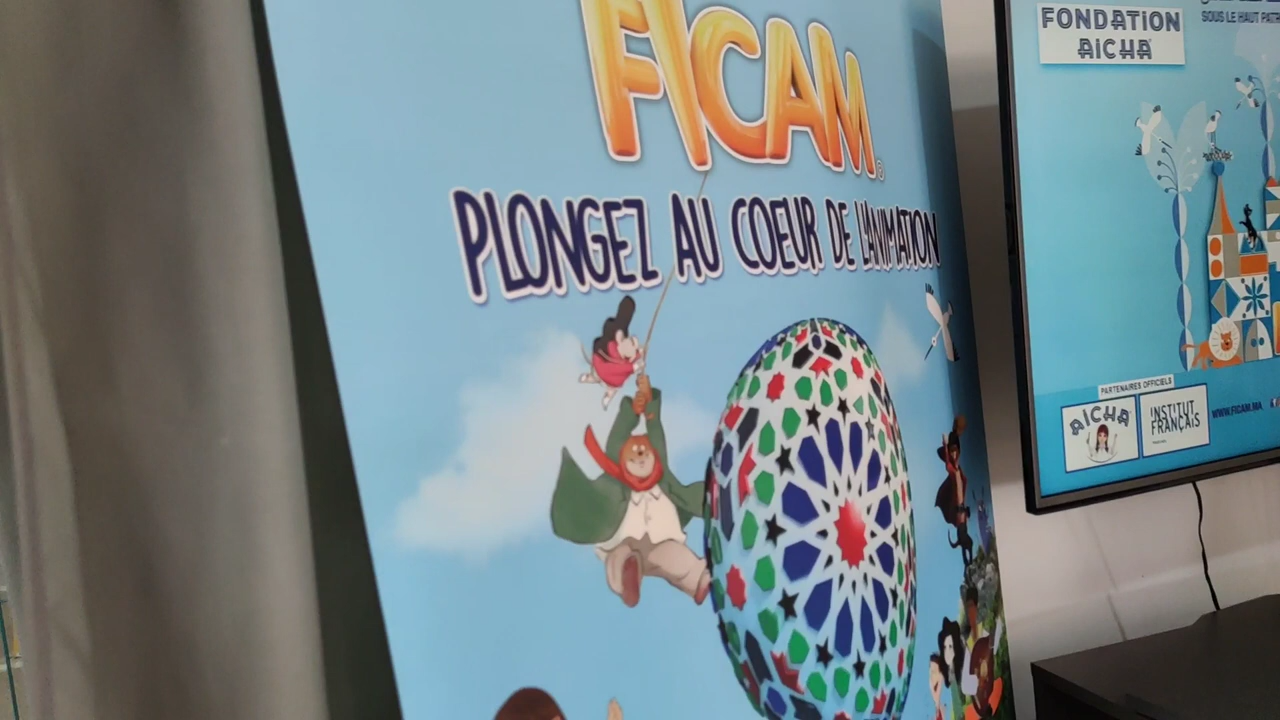 FICAM
PLONGEZ AU COEUR DE L'ANIMATION
FONDATION
AICHA
PARTENAIRES OFFICIELS
AICHA
INSTITUT
FRANÇAIS
WWW.FICAM.MA
SOUS LE HAUT